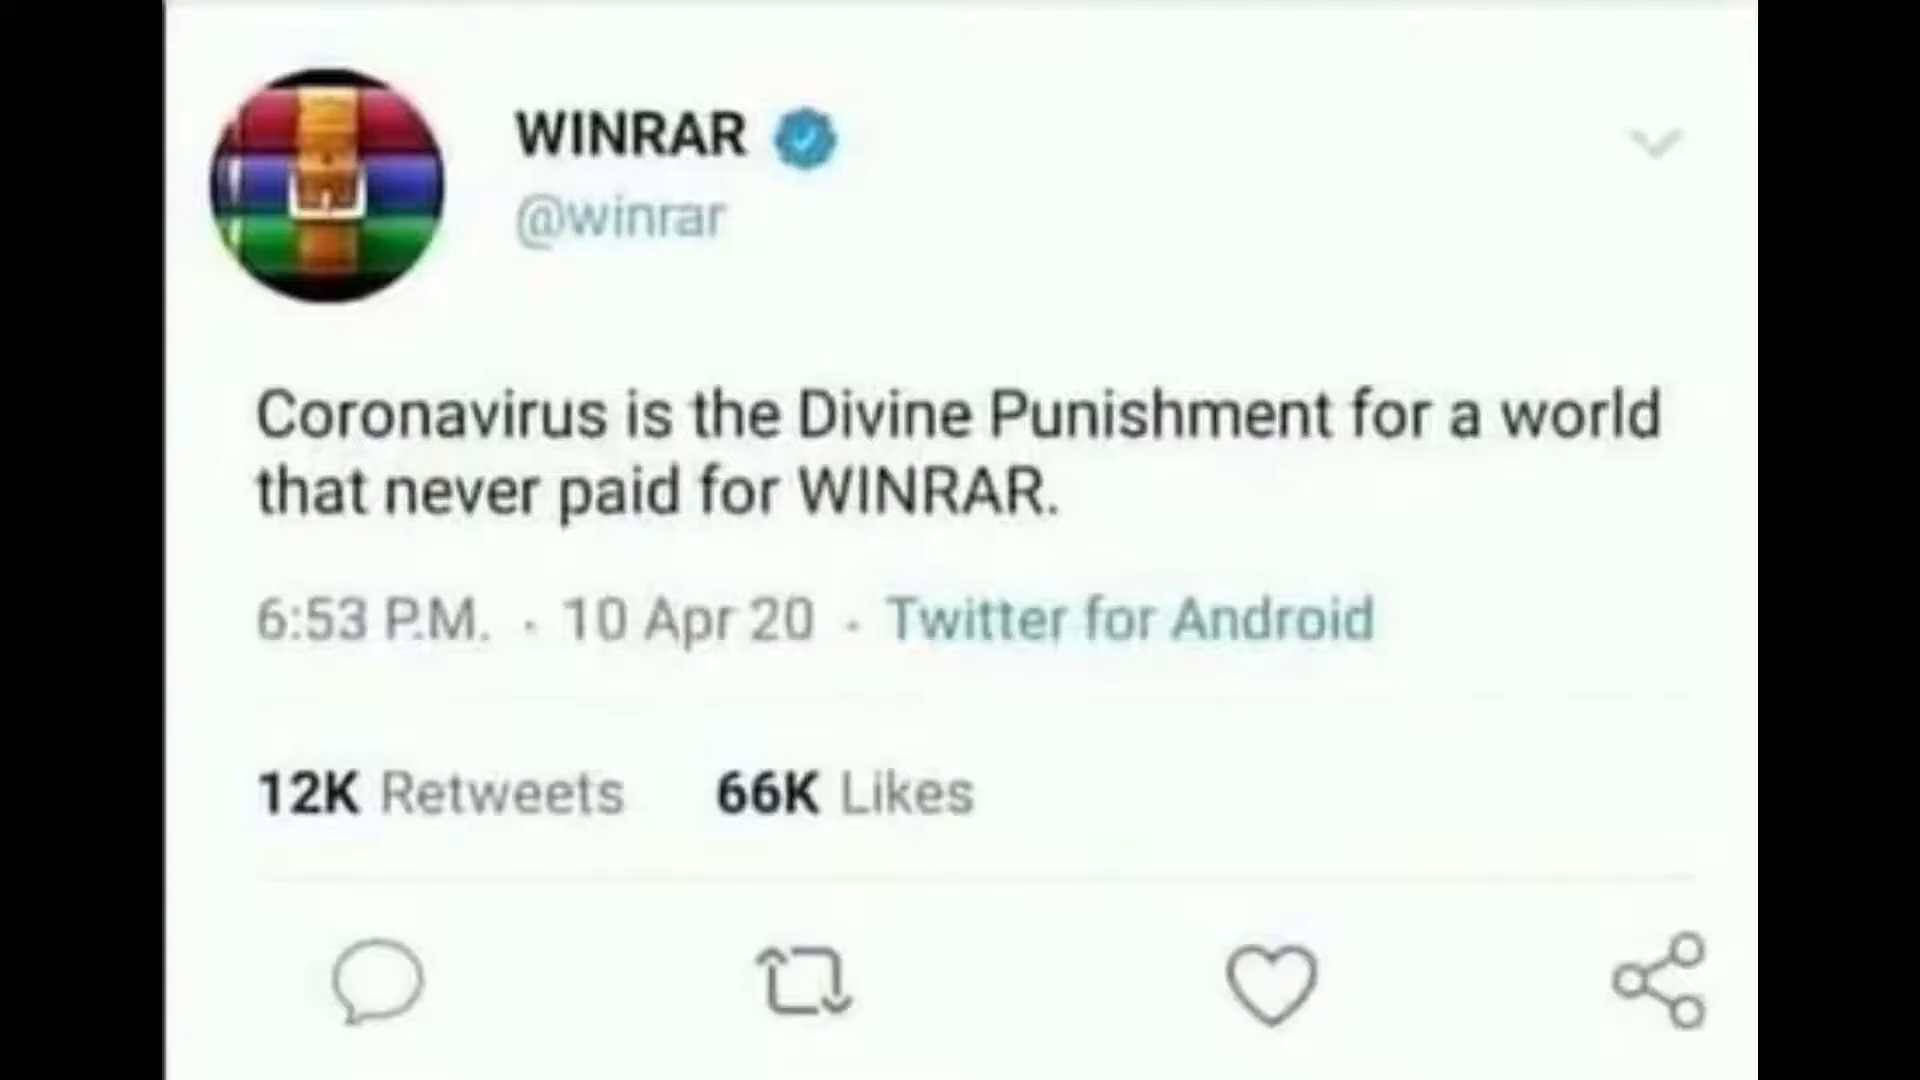 WINRAR
@winrar
Coronavirus is the Divine Punishment for a world
that never paid for WINRAR.
6:53 P.M. · 10 Apr 20 · Twitter for Android
12K Retweets 66K Likes